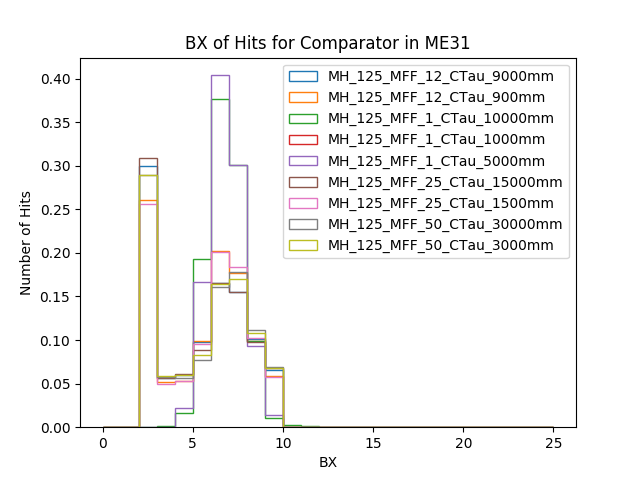 BX of Hits for Comparator in ME31
MH_125_MFF_12_CTau_9000mm
MH_125_MFF_12_CTau_900mm
MH_125_MFF_1_CTau_10000mm
MH_125_MFF_1_CTau_1000mm
MH_125_MFF_1_CTau_5000mm
MH_125_MFF_25_CTau_15000mm
MH_125_MFF_25_CTau_1500mm
MH_125_MFF_50_CTau_30000mm
MH_125_MFF_50_CTau_3000mm
Number of Hits
0.40
0.35
0.30
0.25
0.20
0.15
0.10
0.05
0.00
0 5 10 15 20 25
BX